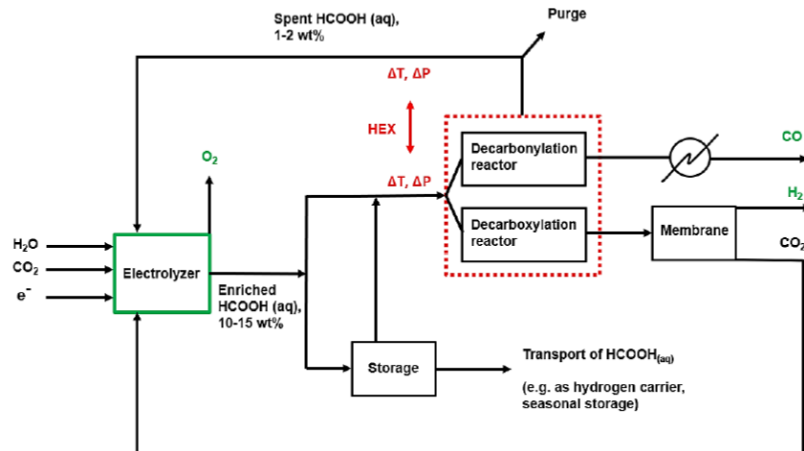 Spent HCOOH (aq),
1-2 wt%
Purge
ΔT, ΔP
HEX
ΔT, ΔP
Decarbonylation
reactor
CO
O₂
Decarboxylation
reactor
Membrane
H₂
CO₂
H₂O
CO₂
e⁻
Electrolyzer
Enriched
HCOOH (aq),
10-15 wt%
Storage
Transport of HCOOH₍aq₎
(e.g. as hydrogen carrier,
seasonal storage)